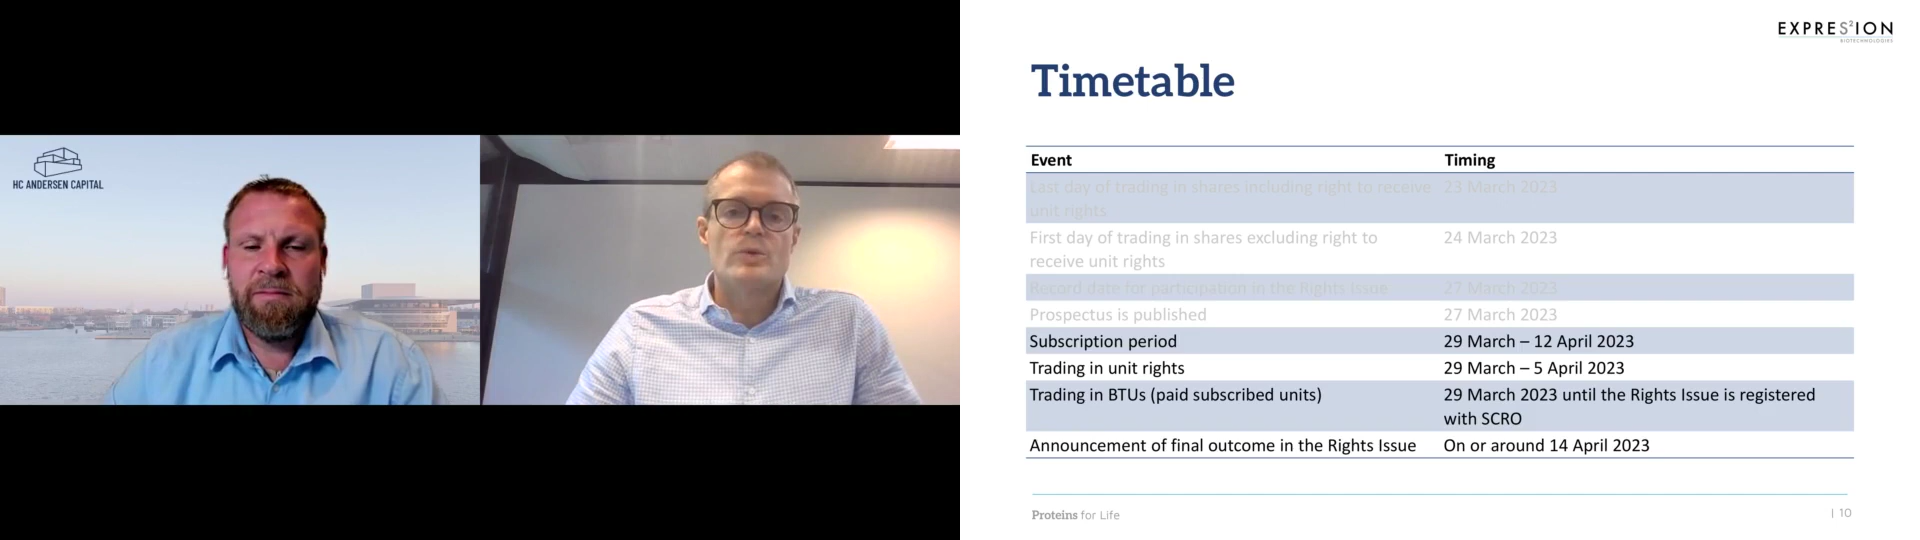 HC ANDERSEN CAPITAL
EXPRES²ION
BIOTECHNOLOGIES
Timetable
Event Timing
Last day of trading in shares including right to receive 23 March 2023
unit rights
First day of trading in shares excluding right to 24 March 2023
receive unit rights
Record date for participation in the Rights Issue 27 March 2023
Prospectus is published 27 March 2023
Subscription period 29 March – 12 April 2023
Trading in unit rights 29 March – 5 April 2023
Trading in BTUs (paid subscribed units) 29 March 2023 until the Rights Issue is registered
with SCRO
Announcement of final outcome in the Rights Issue On or around 14 April 2023
Proteins for Life | 10